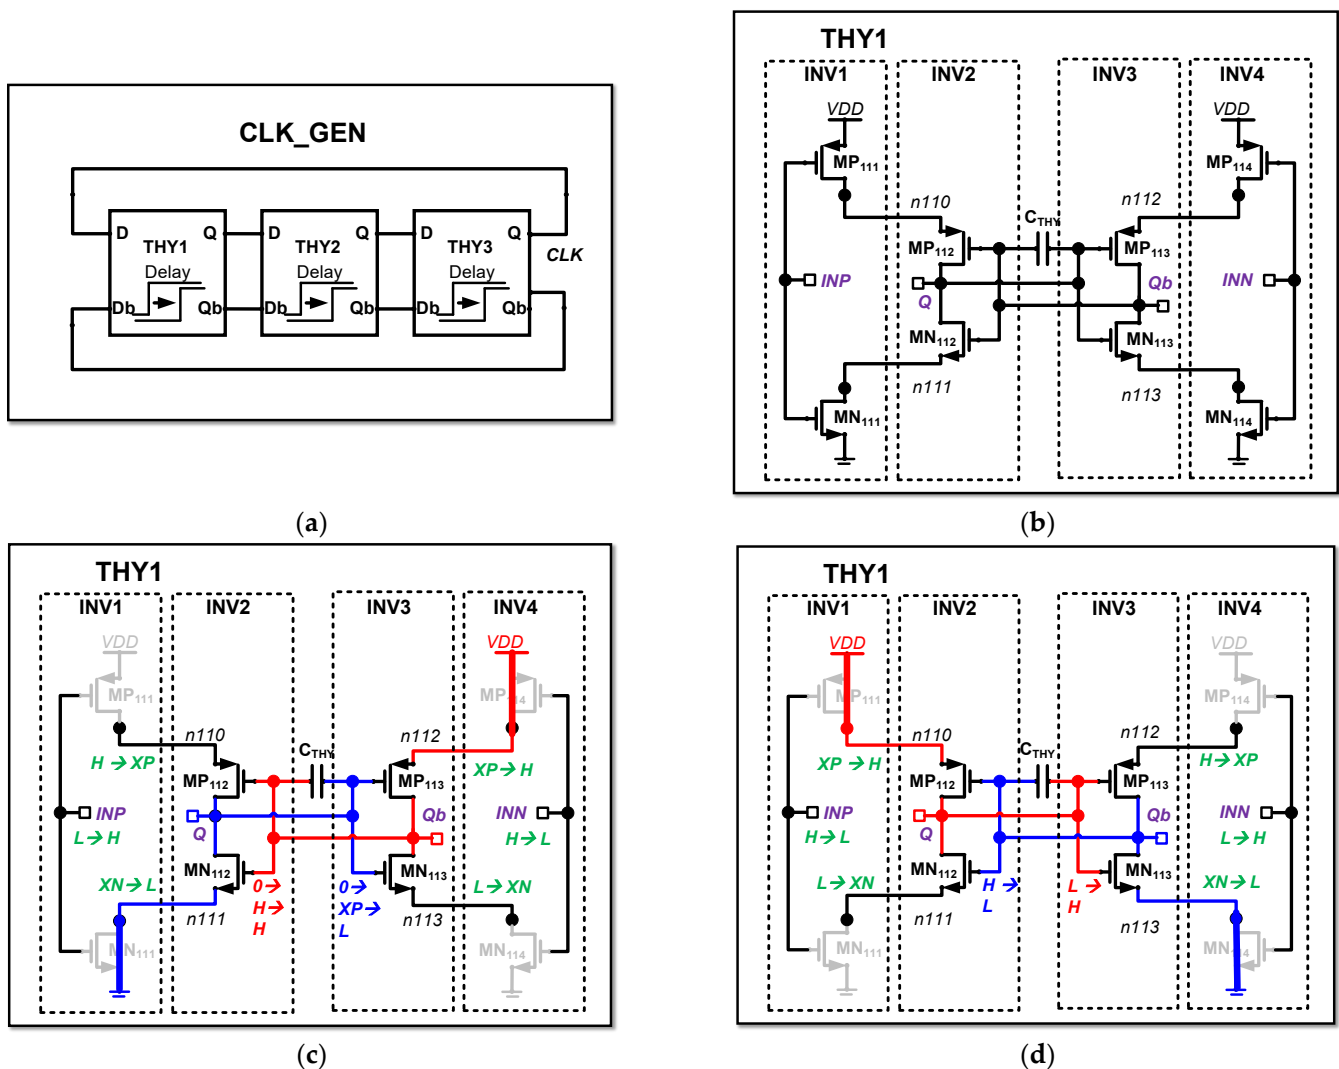 CLK_GEN
D THY1 Q D THY2 Q D THY3 Q
Delay Delay Delay
CLK
Db Qb Db Qb Db Qb
(a)
THY1
INV1 INV2 INV3 INV4
VDD VDD
MP111 MP114
n110 n112
CTHY
MP112 MP113
INP Q Qb INN
MN112 MN113
n111 n113
MN111 MN114
(b)
THY1
INV1 INV2 INV3 INV4
VDD VDD
MP111 MP114
n110 n112
CTHY
H→XP XP→H
MP112 MP113
INP Q Qb INN
L→H H→L
MN112 MN113
XN→L L→XN
0→ 0→
H→ XP→
H L
n111 n113
MN111 MN114
(c)
THY1
INV1 INV2 INV3 INV4
VDD VDD
MP111 MP114
n110 n112
CTHY
XP→H H→XP
MP112 MP113
INP Q Qb INN
H→L L→H
MN112 MN113
L→XN XN→L
H→ L→
L H
n111 n113
MN111 MN114
(d)